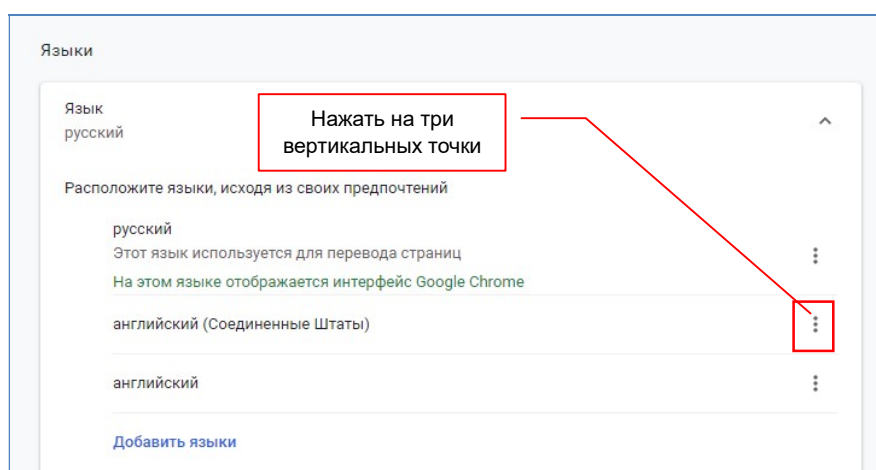 Языки
Язык
русский
Нажать на три
вертикальных точки
Расположите языки, исходя из своих предпочтений
русский
Этот язык используется для перевода страниц
На этом языке отображается интерфейс Google Chrome
английский (Соединенные Штаты)
английский
Добавить языки